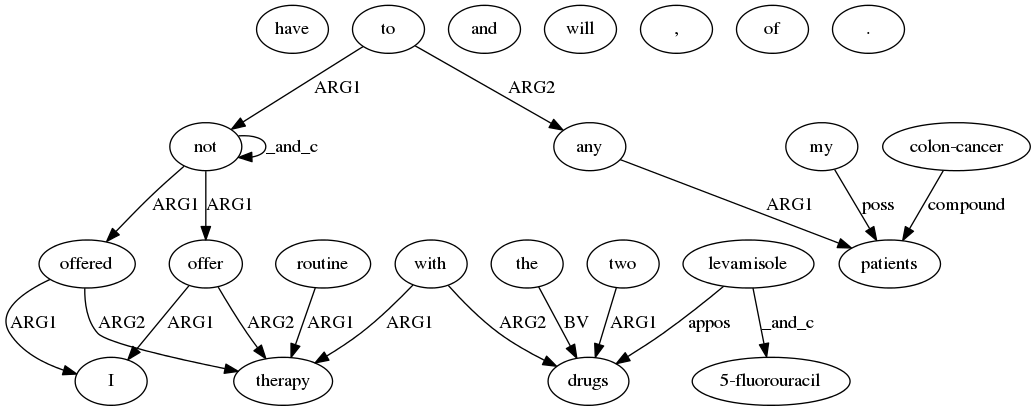 have to and will , of .
ARG1 ARG2
not _and_c any my colon-cancer
ARG1 ARG1 ARG1 poss compound
offered offer routine with the two levamisole patients
ARG1 ARG2 ARG1 ARG2 ARG1 ARG1 ARG2 BV ARG1 appos _and_c
I therapy drugs 5-fluorouracil